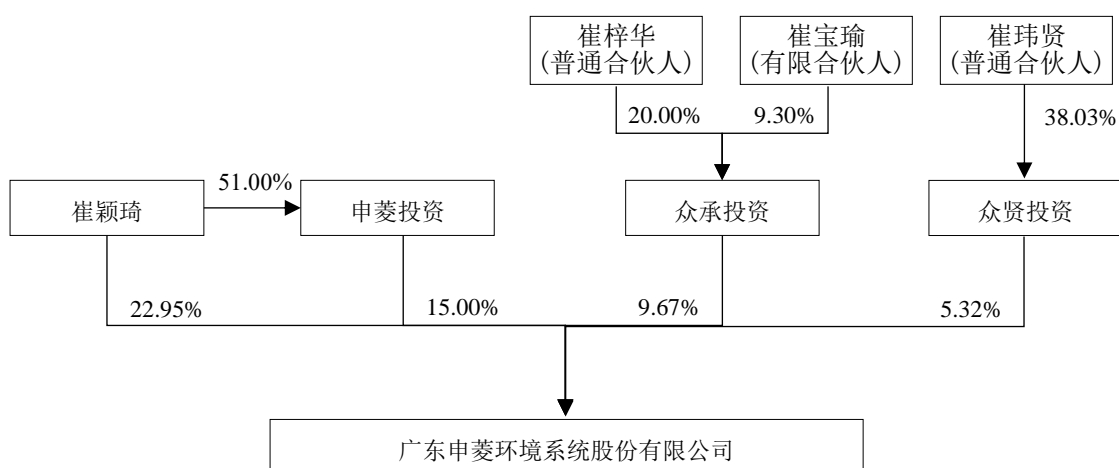 崔梓华
(普通合伙人)
崔宝瑜
(有限合伙人)
崔玮贤
(普通合伙人)
20.00%
9.30%
38.03%
51.00%
崔颖琦
申菱投资
众承投资
众贤投资
22.95%
15.00%
9.67%
5.32%
广东申菱环境系统股份有限公司